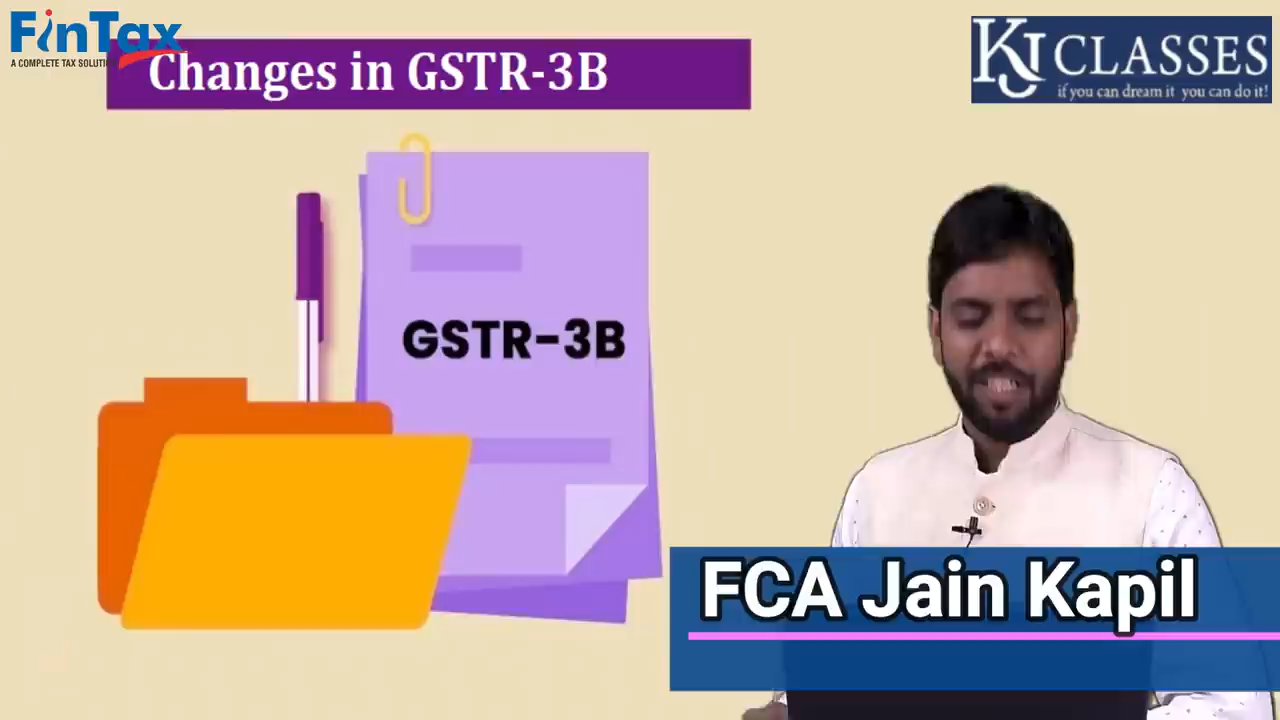 FinTax
A COMPLETE TAX SOLUTI
Changes in GSTR-3B
KJ CLASSES
if you can dream it you can do it!
GSTR-3B
FCA Jain Kapil